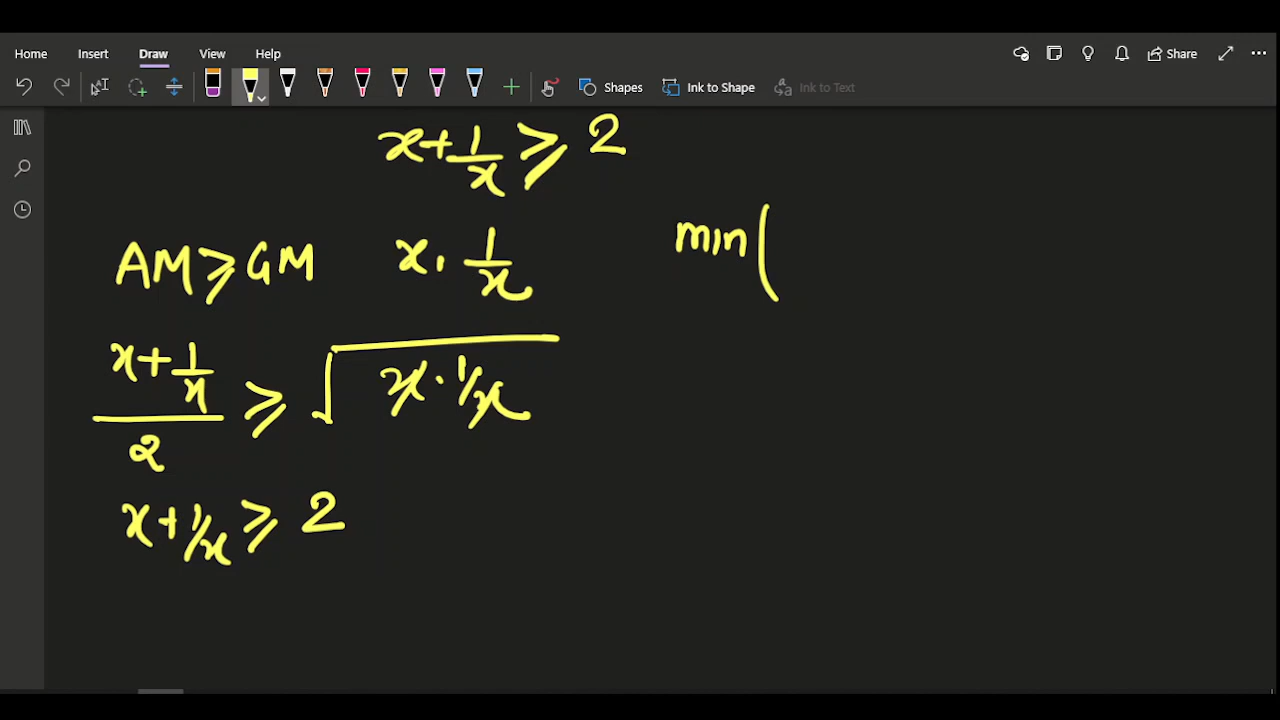 Home Insert Draw View Help Share
Shapes Ink to Shape Ink to Text
x + 1/x ⩾ 2
AM ⩾ GM x. 1/x min(
(x + 1/x)/2 ⩾ √(x · 1/x)
x + 1/x ⩾ 2